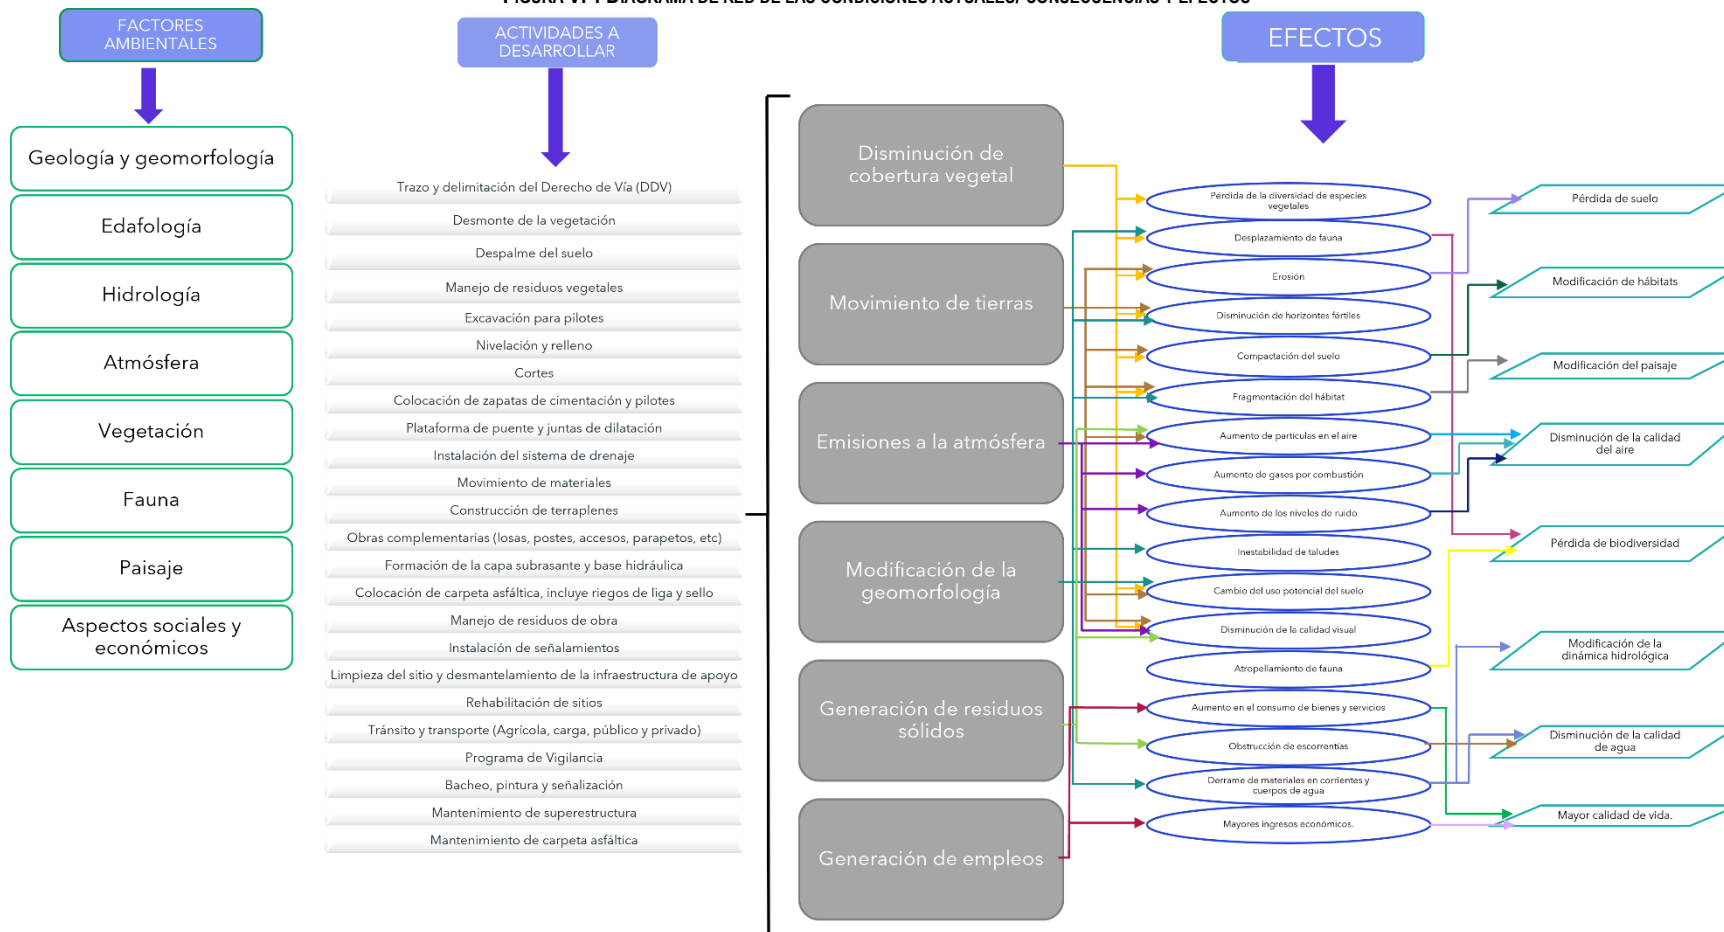 FIGURA VI-1 DIAGRAMA DE RED DE LAS CONDICIONES ACTUALES/ CONSECUENCIAS Y EFECTOS
FACTORES
AMBIENTALES
Geología y geomorfología
Edafología
Hidrología
Atmósfera
Vegetación
Fauna
Paisaje
Aspectos sociales y
económicos
ACTIVIDADES A
DESARROLLAR
Trazo y delimitación del Derecho de Vía (DDV)
Desmonte de la vegetación
Despalme del suelo
Manejo de residuos vegetales
Excavación para pilotes
Nivelación y relleno
Cortes
Colocación de zapatas de cimentación y pilotes
Plataforma de puente y juntas de dilatación
Instalación del sistema de drenaje
Movimiento de materiales
Construcción de terraplenes
Obras complementarias (losas, postes, accesos, parapetos, etc)
Formación de la capa subrasante y base hidráulica
Colocación de carpeta asfáltica, incluye riegos de liga y sello
Manejo de residuos de obra
Instalación de señalamientos
Limpieza del sitio y desmantelamiento de la infraestructura de apoyo
Rehabilitación de sitios
Tránsito y transporte (Agrícola, carga, público y privado)
Programa de Vigilancia
Bacheo, pintura y señalización
Mantenimiento de superestructura
Mantenimiento de carpeta asfáltica
Disminución de
cobertura vegetal
Movimiento de tierras
Emisiones a la atmósfera
Modificación de la
geomorfología
Generación de residuos
sólidos
Generación de empleos
EFECTOS
Pérdida de la diversidad de especies
vegetales
Desplazamiento de fauna
Erosión
Disminución de horizontes fértiles
Compactación del suelo
Fragmentación del hábitat
Aumento de partículas en el aire
Aumento de gases por combustión
Aumento de los niveles de ruido
Inestabilidad de taludes
Cambio del uso potencial del suelo
Disminución de la calidad visual
Atropellamiento de fauna
Aumento en el consumo de bienes y servicios
Obstrucción de escorrentías
Derrame de materiales en corrientes y
cuerpos de agua
Mayores ingresos económicos.
Pérdida de suelo
Modificación de hábitats
Modificación del paisaje
Disminución de la calidad
del aire
Pérdida de biodiversidad
Modificación de la
dinámica hidrológica
Disminución de la calidad
de agua
Mayor calidad de vida.